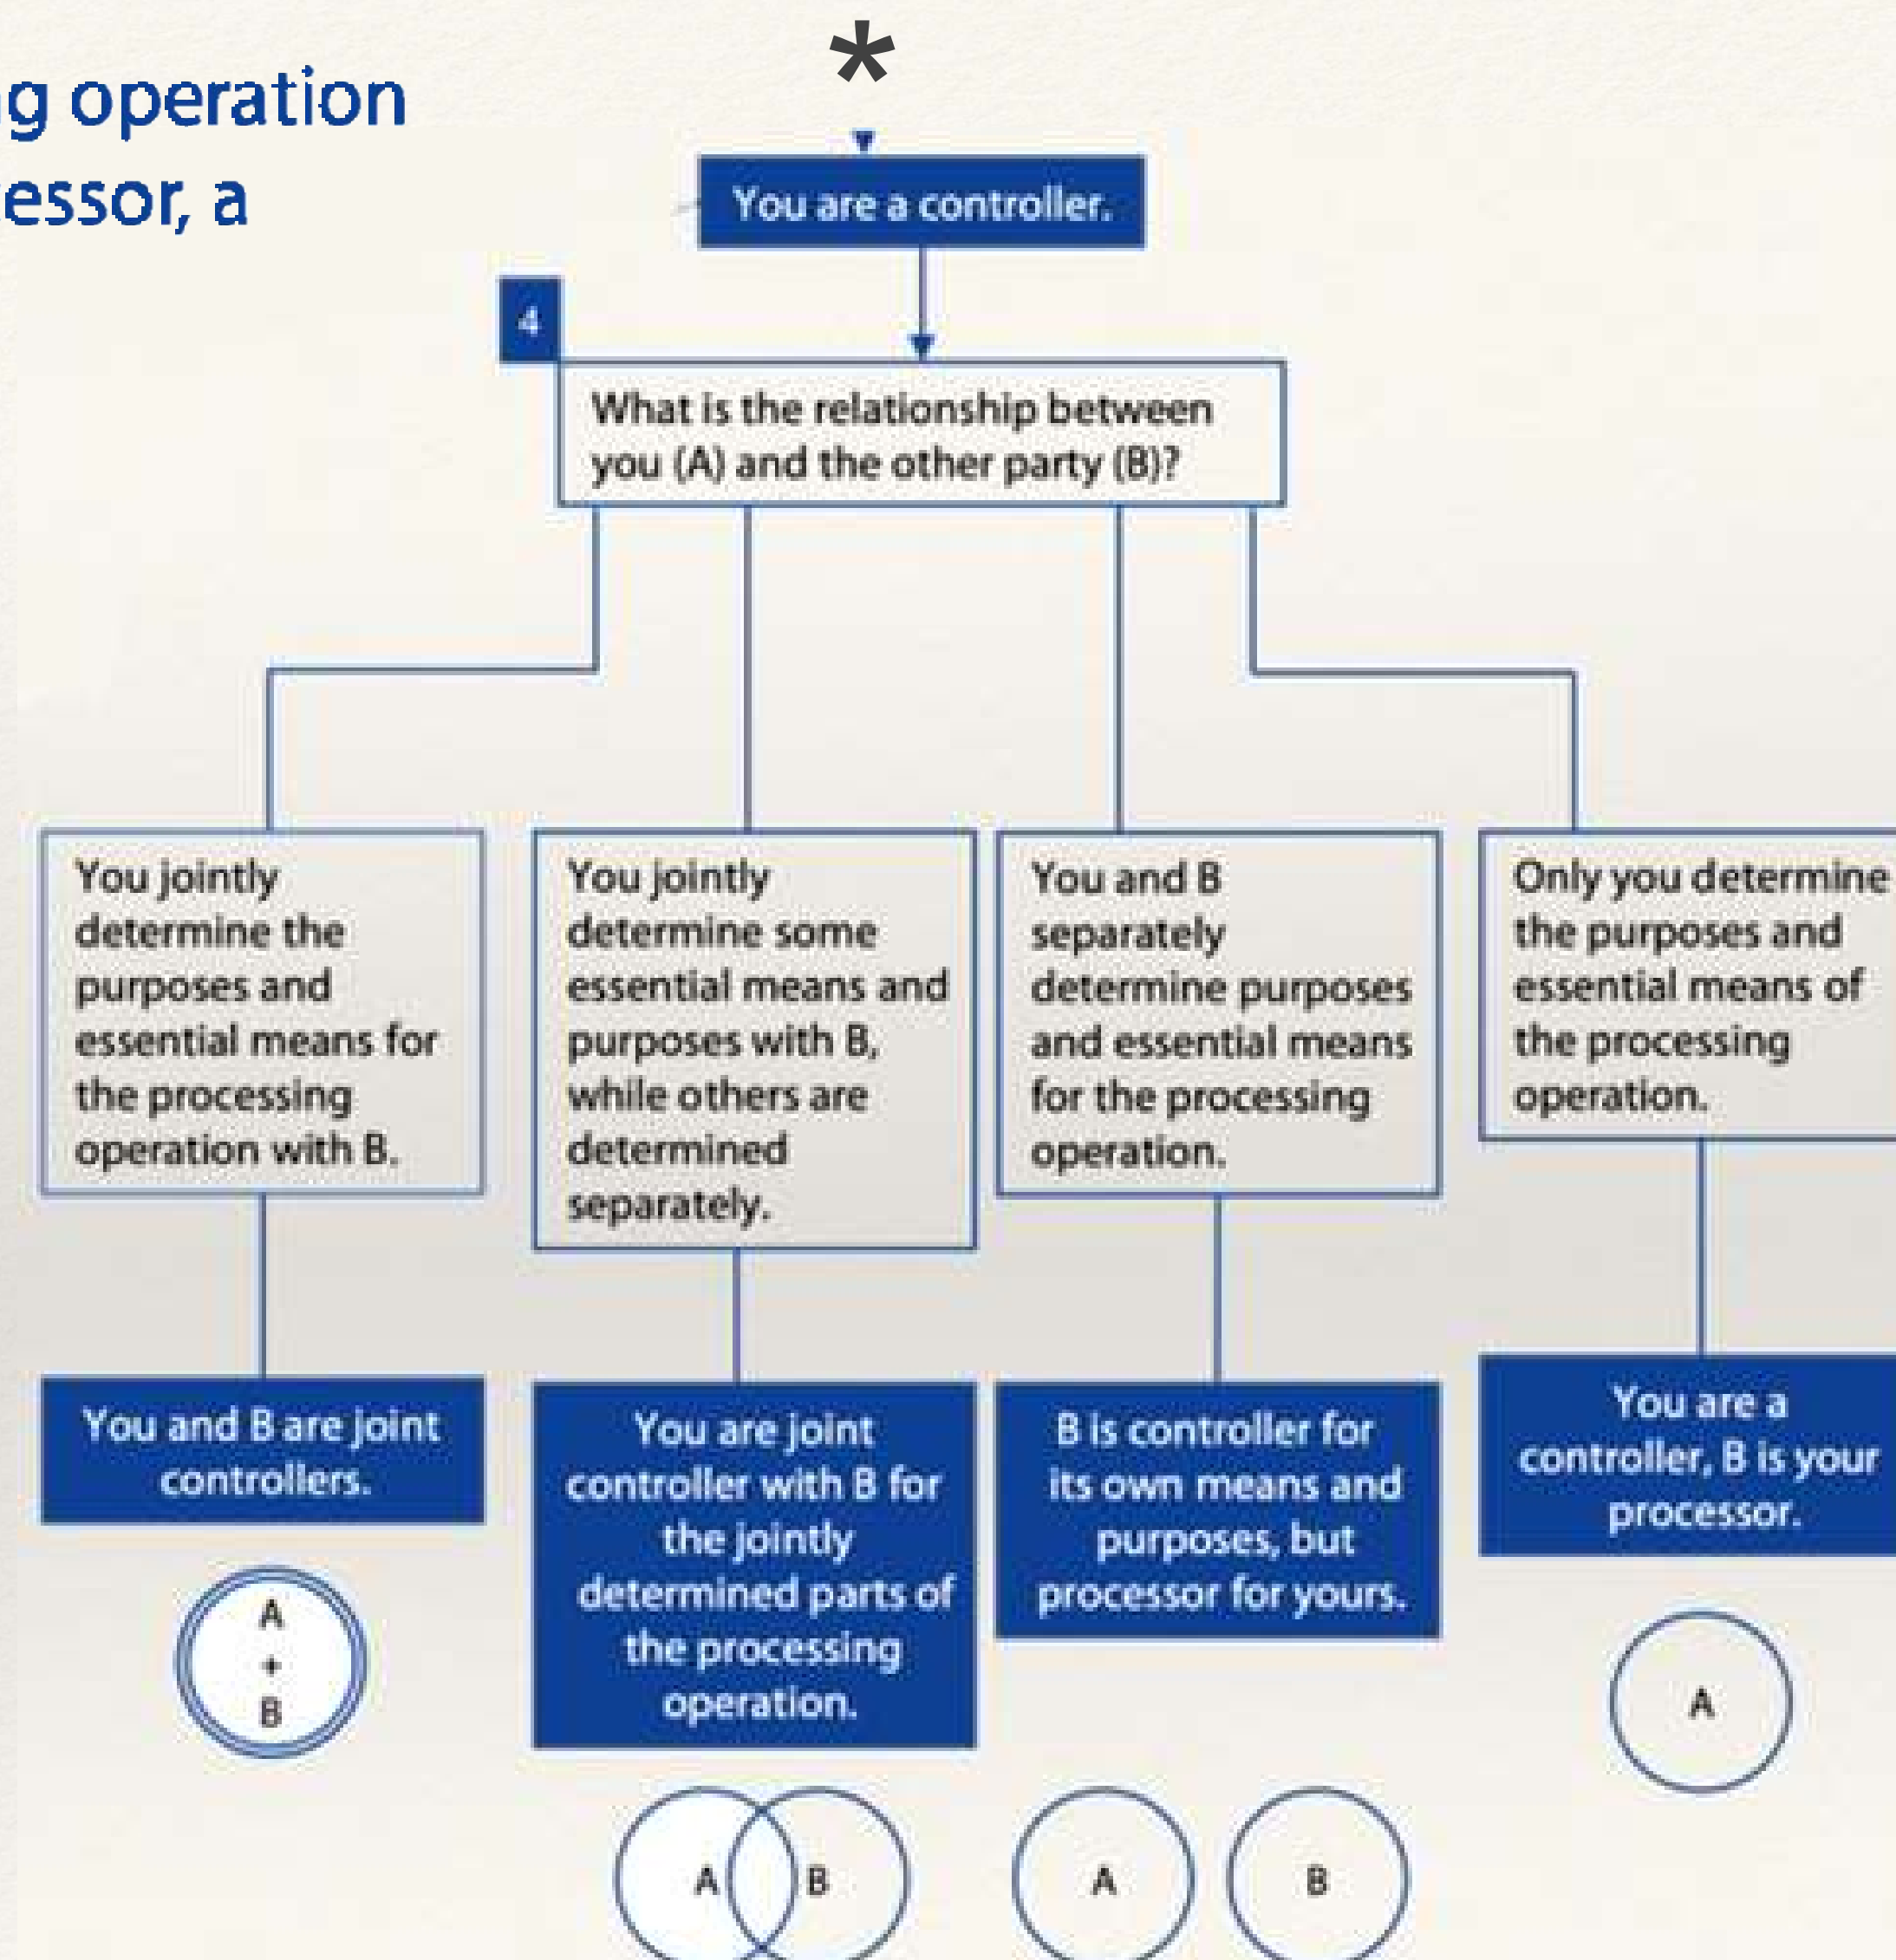 ng operation
essor, a
*
You are a controller.
4
What is the relationship between
you (A) and the other party (B)?
You jointly
determine the
purposes and
essential means for
the processing
operation with B.
You jointly
determine some
essential means and
purposes with B,
while others are
determined
separately.
You and B
separately
determine purposes
and essential means
for the processing
operation.
Only you determine
the purposes and
essential means of
the processing
operation.
You and B are joint
controllers.
You are joint
controller with B for
the jointly
determined parts of
the processing
operation.
B is controller for
its own means and
purposes, but
processor for yours.
You are a
controller, B is your
processor.
A
+
B
A B
A
B
A